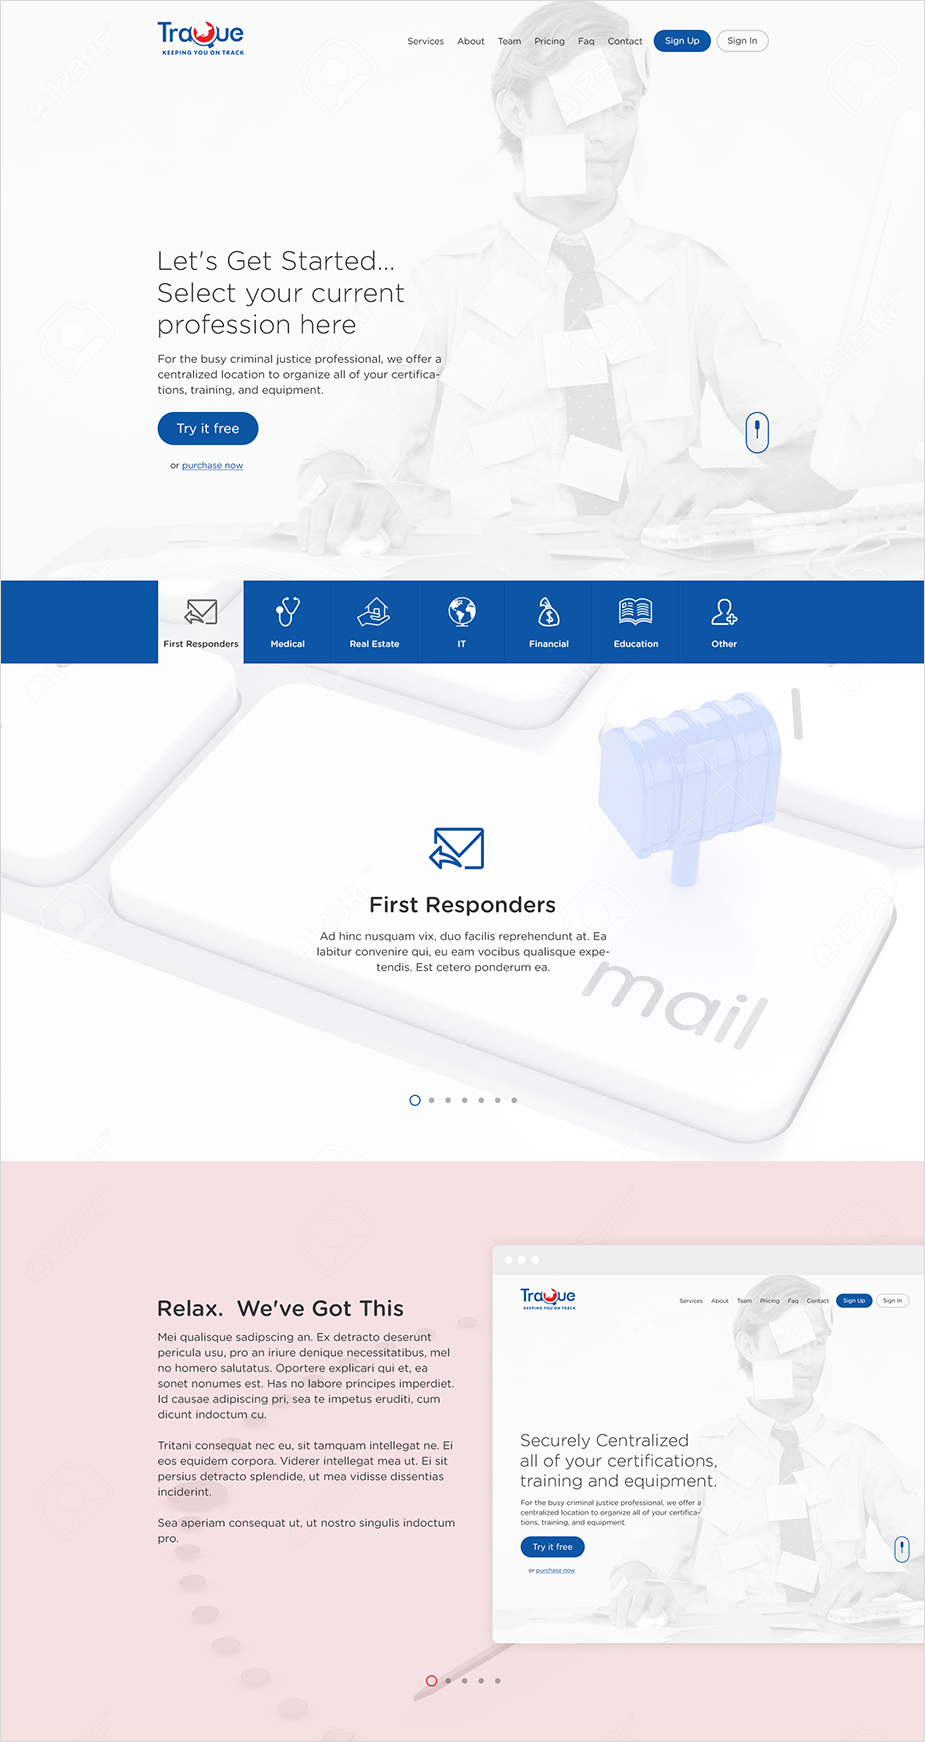 TraQue
KEEPING YOU ON TRACK
Services About Team Pricing Faq Contact Sign Up Sign In
Let's Get Started...
Select your current
profession here
For the busy criminal justice professional, we offer a
centralized location to organize all of your certifica-
tions, training, and equipment.
Try it free
or purchase now
First Responders Medical Real Estate IT Financial Education Other
First Responders
Ad hinc nusquam vix, duo facilis reprehendunt at. Ea
labitur convenire qui, eu eam vocibus qualisque expe-
tendis. Est cetero ponderum ea.
mail
Relax. We've Got This
Mei qualisque sadipscing an. Ex detracto deserunt
pericula usu, pro an iriure denique necessitatibus, mel
no homero salutatus. Oportere explicari qui et, ea
sonet nonumes est. Has no labore principes imperdiet.
Id causae adipiscing pri, sea te impetus eruditi, cum
dicunt indoctum cu.
Tritani consequat nec eu, sit tamquam intellegat ne. Ei
eos equidem corpora. Viderer intellegat mea ut. Ei sit
persius detracto splendide, ut mea vidisse dissentias
inciderint.
Sea aperiam consequat ut, ut nostro singulis indoctum
pro.
TraQue
KEEPING YOU ON TRACK
Services About Team Pricing Faq Contact Sign Up Sign In
Securely Centralized
all of your certifications,
training and equipment.
For the busy criminal justice professional, we offer a
centralized location to organize all of your certifica-
tions, training, and equipment.
Try it free
or purchase now